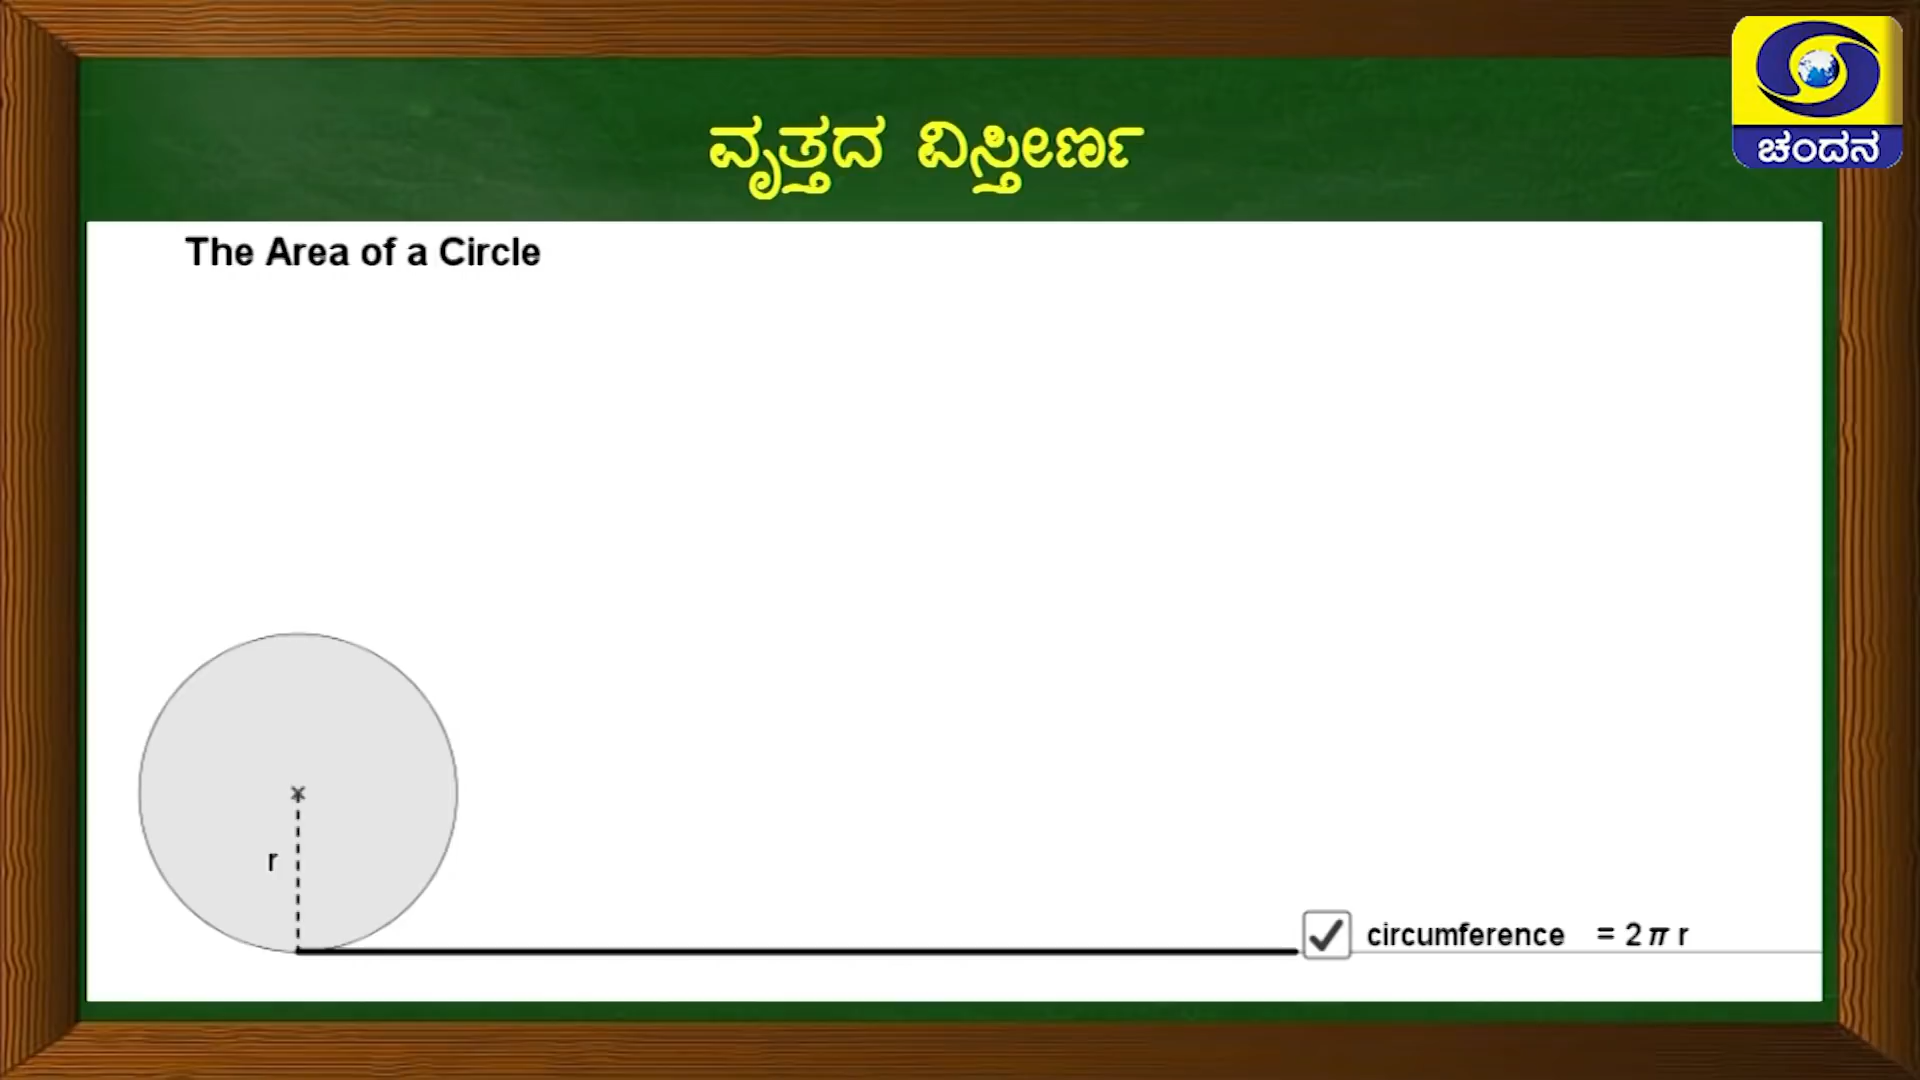 ವೃತ್ತದ ವಿಸ್ತೀರ್ಣ
ಚಂದನ
The Area of a Circle
r
circumference = 2 π r